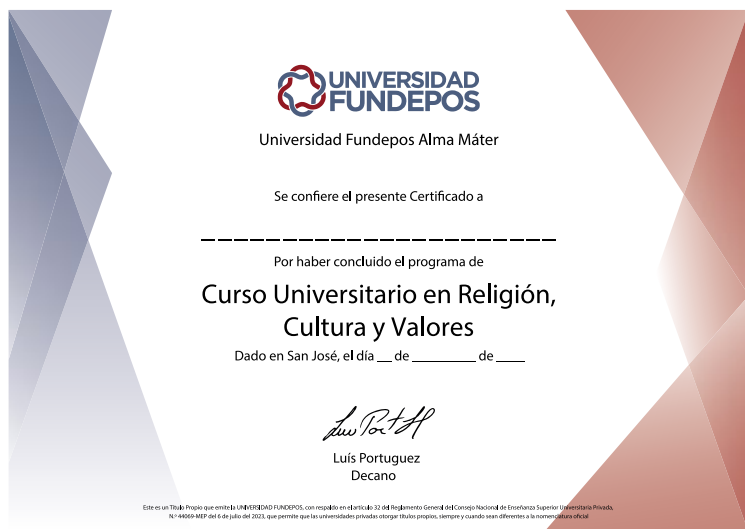 UNIVERSIDAD
FUNDEPOS
Universidad Fundepos Alma Máter
Se confiere el presente Certificado a
Por haber concluido el programa de
Curso Universitario en Religión,
Cultura y Valores
Dado en San José, el día __ de ________ de ____
Luís Portuguez
Decano
Este es un Título Propio que emite la UNIVERSIDAD FUNDEPOS, con respaldo en el artículo 32 del Reglamento General del Consejo Nacional de Enseñanza Superior Universitaria Privada,
N.º 44069-MEP del 6 de julio del 2023, que permite que las universidades privadas otorgar títulos propios, siempre y cuando sean diferentes a la nomenclatura oficial